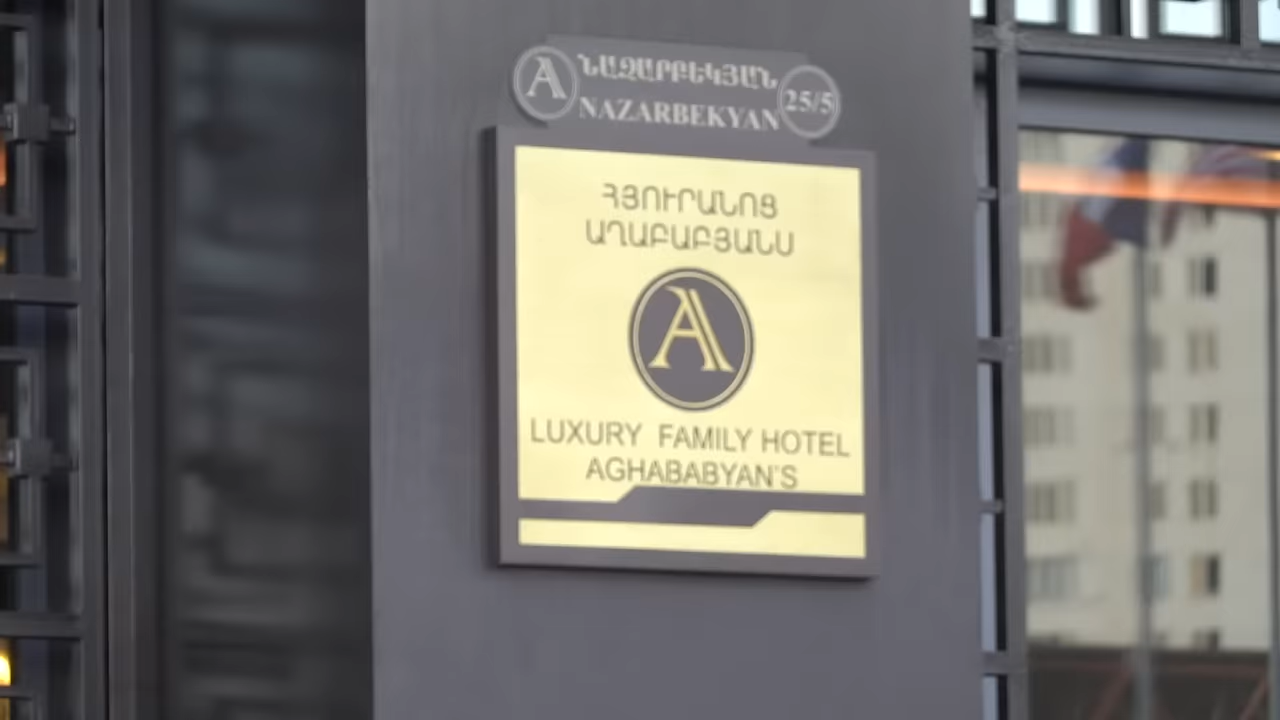 A ՆԱԶԱՐԲԵԿՅԱՆ 25/5
NAZARBEKYAN
ՀՅՈՒՐԱՆՈՑ
ԱՂԱԲԱԲՅԱՆՍ
A
LUXURY FAMILY HOTEL
AGHABABYAN'S